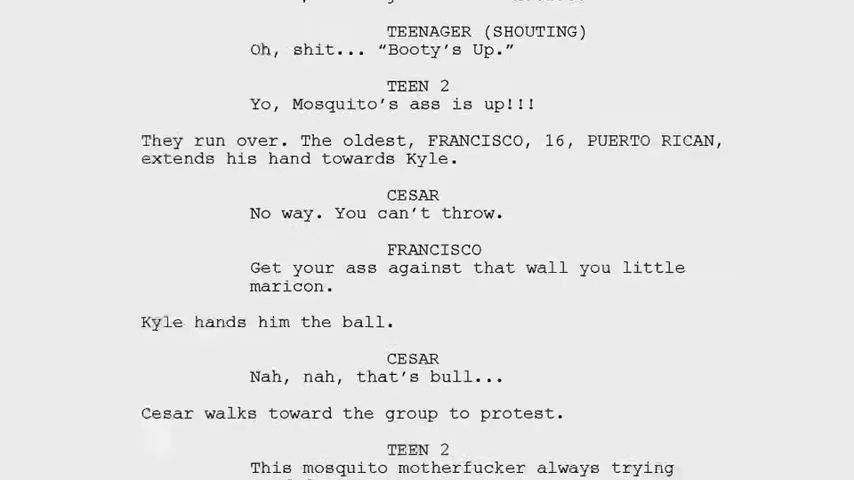 TEENAGER (SHOUTING)
Oh, shit... “Booty’s Up.”
TEEN 2
Yo, Mosquito’s ass is up!!!
They run over. The oldest, FRANCISCO, 16, PUERTO RICAN,
extends his hand towards Kyle.
CESAR
No way. You can’t throw.
FRANCISCO
Get your ass against that wall you little
maricon.
Kyle hands him the ball.
CESAR
Nah, nah, that’s bull...
Cesar walks toward the group to protest.
TEEN 2
This mosquito motherfucker always trying